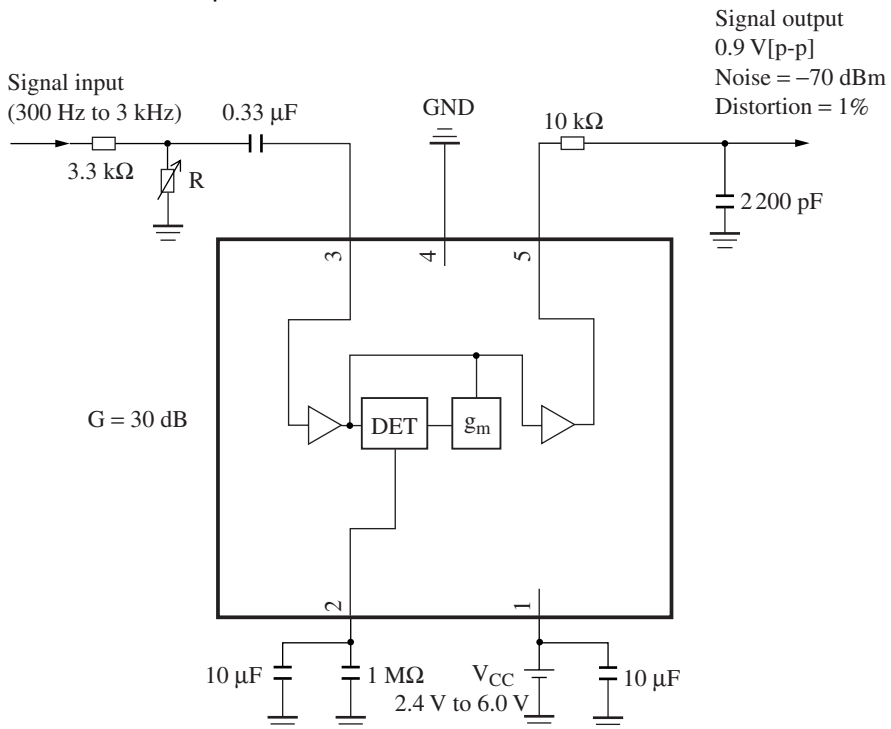 Signal output
0.9 V[p-p]
Noise = –70 dBm
Distortion = 1%
Signal input
(300 Hz to 3 kHz)
0.33 μF
GND
10 kΩ
3.3 kΩ
R
2 200 pF
3
4
5
G = 30 dB
DET
gm
2
1
10 μF
1 MΩ
VCC
2.4 V to 6.0 V
10 μF